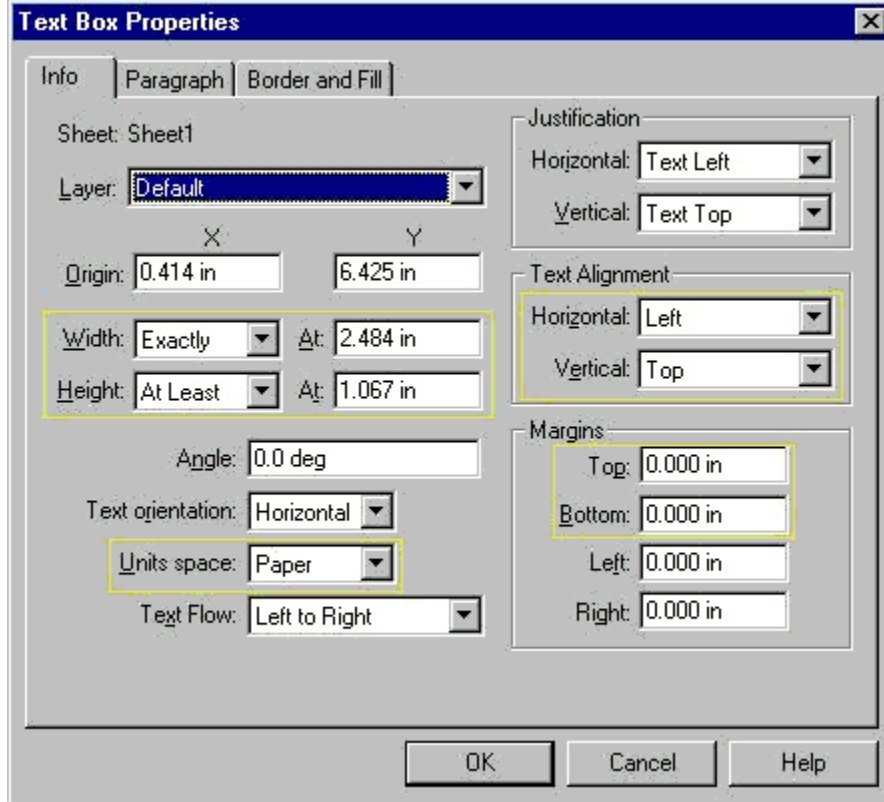 Text Box Properties
Info Paragraph Border and Fill
Sheet: Sheet1
Layer: Default
X Y
Origin: 0.414 in 6.425 in
Width: Exactly At: 2.484 in
Height: At Least At: 1.067 in
Angle: 0.0 deg
Text orientation: Horizontal
Units space: Paper
Text Flow: Left to Right
Justification
Horizontal: Text Left
Vertical: Text Top
Text Alignment
Horizontal: Left
Vertical: Top
Margins
Top: 0.000 in
Bottom: 0.000 in
Left: 0.000 in
Right: 0.000 in
OK Cancel Help